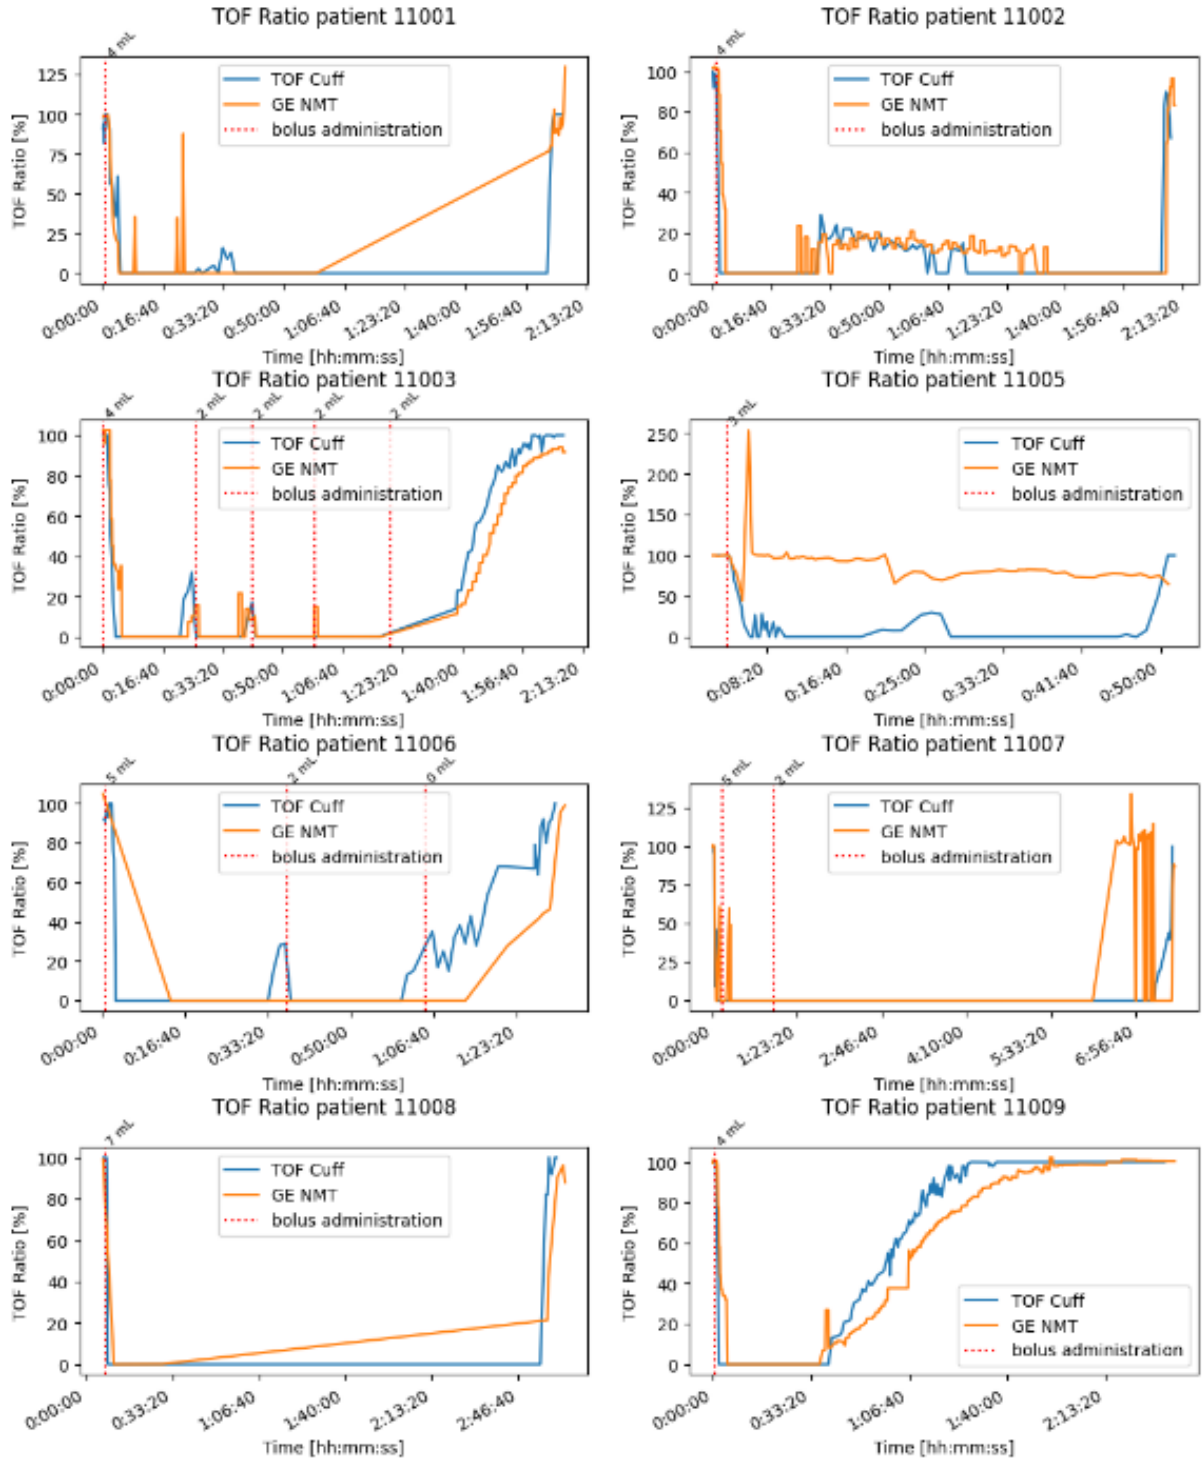 TOF Ratio patient 11001
4 mL
TOF Ratio [%]
125
100
75
50
25
0
TOF Cuff
GE NMT
bolus administration
0:00:00 0:16:40 0:33:20 0:50:00 1:06:40 1:23:20 1:40:00 1:56:40 2:13:20
Time [hh:mm:ss]
TOF Ratio patient 11002
4 mL
TOF Ratio [%]
100
80
60
40
20
0
TOF Cuff
GE NMT
bolus administration
0:00:00 0:16:40 0:33:20 0:50:00 1:06:40 1:23:20 1:40:00 1:56:40 2:13:20
Time [hh:mm:ss]
TOF Ratio patient 11003
4 mL 2 mL 2 mL 2 mL 2 mL
TOF Ratio [%]
100
80
60
40
20
0
TOF Cuff
GE NMT
bolus administration
0:00:00 0:16:40 0:33:20 0:50:00 1:06:40 1:23:20 1:40:00 1:56:40 2:13:20
Time [hh:mm:ss]
TOF Ratio patient 11005
3 mL
TOF Ratio [%]
250
200
150
100
50
0
TOF Cuff
GE NMT
bolus administration
0:08:20 0:16:40 0:25:00 0:33:20 0:41:40 0:50:00
Time [hh:mm:ss]
TOF Ratio patient 11006
5 mL 2 mL 0 mL
TOF Ratio [%]
100
80
60
40
20
0
TOF Cuff
GE NMT
bolus administration
0:00:00 0:16:40 0:33:20 0:50:00 1:06:40 1:23:20
Time [hh:mm:ss]
TOF Ratio patient 11007
5 mL 2 mL
TOF Ratio [%]
125
100
75
50
25
0
TOF Cuff
GE NMT
bolus administration
0:00:00 1:23:20 2:46:40 4:10:00 5:33:20 6:56:40
Time [hh:mm:ss]
TOF Ratio patient 11008
7 mL
TOF Ratio [%]
100
80
60
40
20
0
TOF Cuff
GE NMT
bolus administration
0:00:00 0:33:20 1:06:40 1:40:00 2:13:20 2:46:40
Time [hh:mm:ss]
TOF Ratio patient 11009
4 mL
TOF Ratio [%]
100
80
60
40
20
0
TOF Cuff
GE NMT
bolus administration
0:00:00 0:33:20 1:06:40 1:40:00 2:13:20
Time [hh:mm:ss]